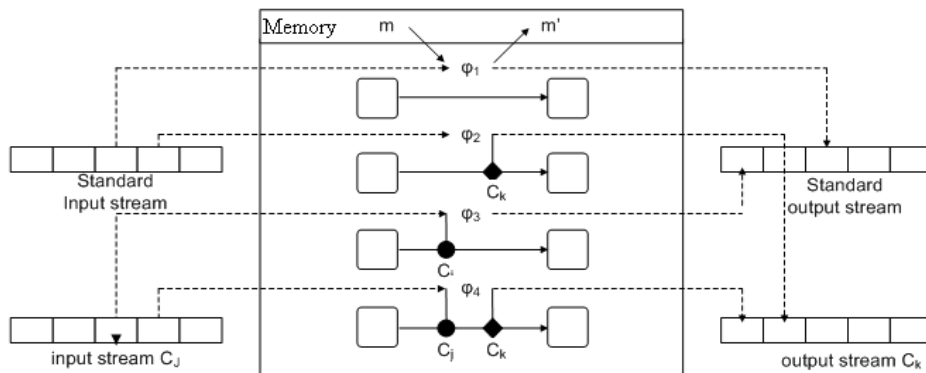 Memory m m'
φ1
φ2
Standard
Input stream
Ck
Standard
output stream
φ3
φ4
input stream CJ
Cj Ck
output stream Ck